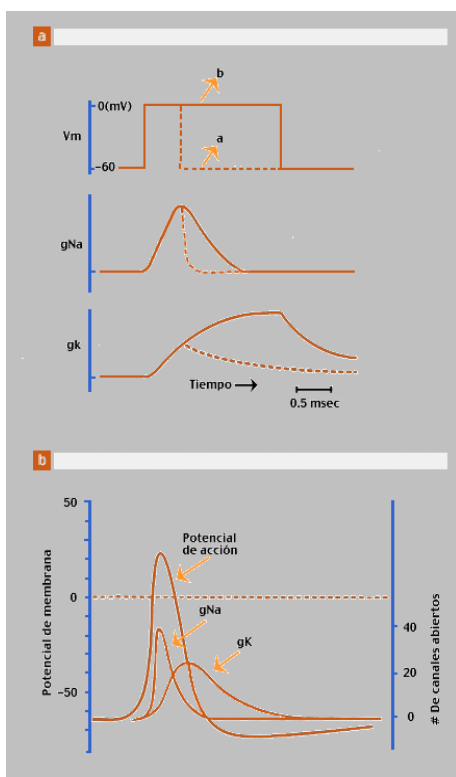 a
b
0(mV)
Vm
a
-60
gNa
gk
Tiempo
0.5 msec
b
50
Potencial
de acción
0
gNa
gK
40
20
-50
0
Potencial de membrana
# De canales abiertos